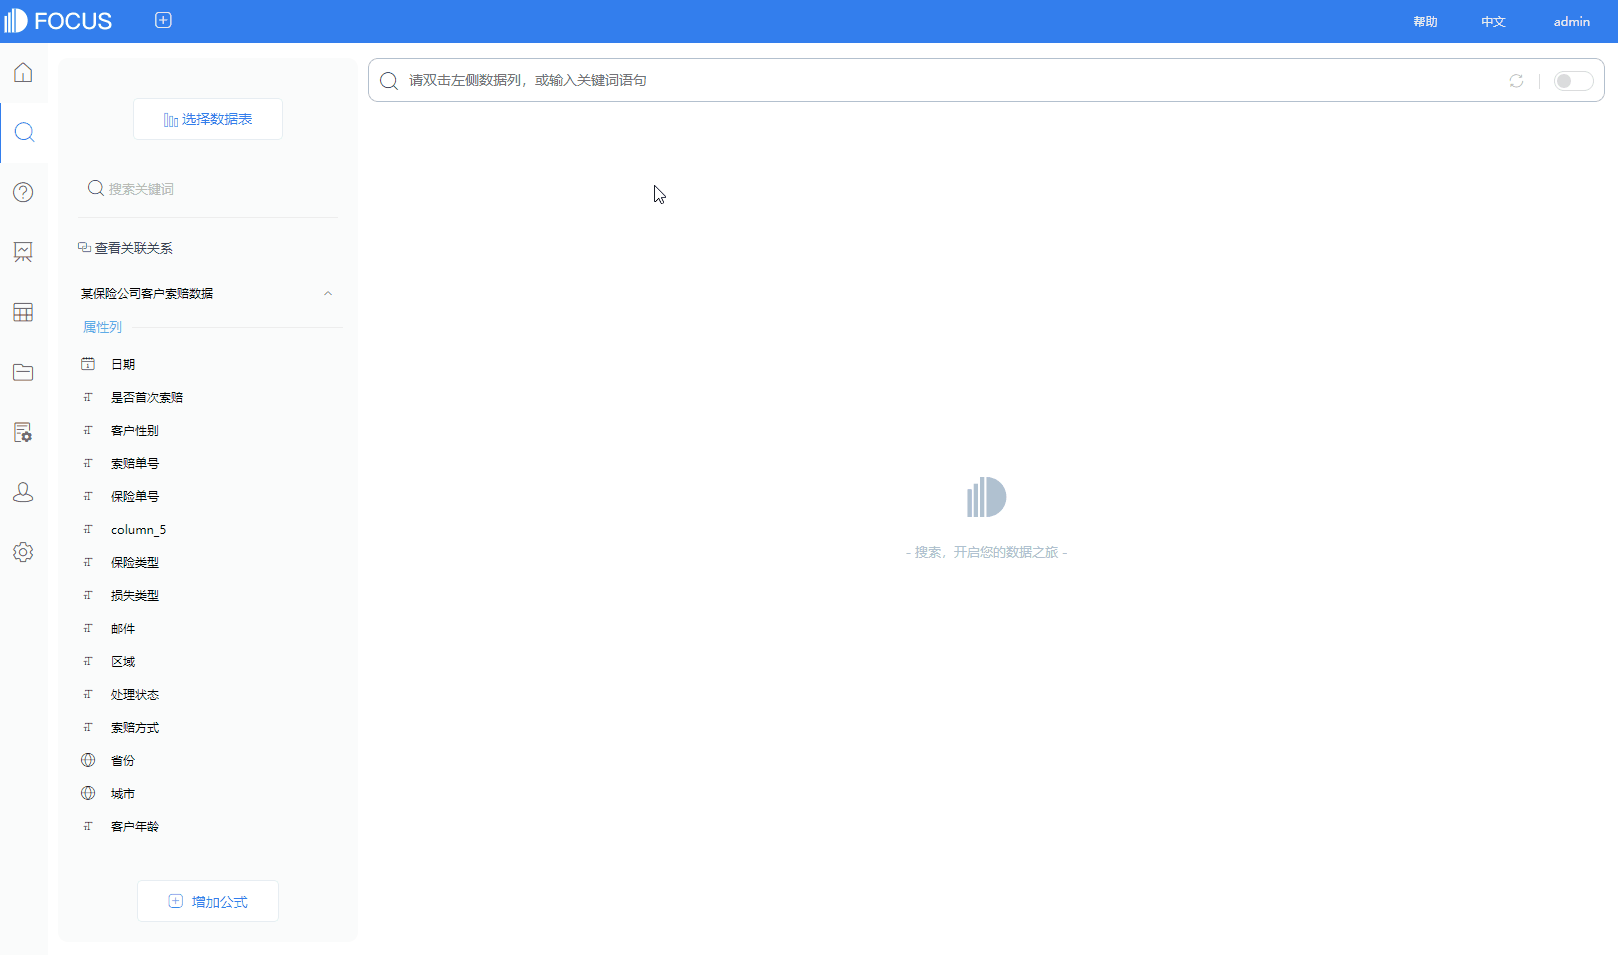 FOCUS
帮助
中文
admin
选择数据表
搜索关键词
查看关联关系
某保险公司客户索赔数据
属性列
日期
是否首次索赔
客户性别
索赔单号
保险单号
column_5
保险类型
损失类型
邮件
区域
处理状态
索赔方式
省份
城市
客户年龄
增加公式
请双击左侧数据列，或输入关键词语句
- 搜索，开启您的数据之旅 -